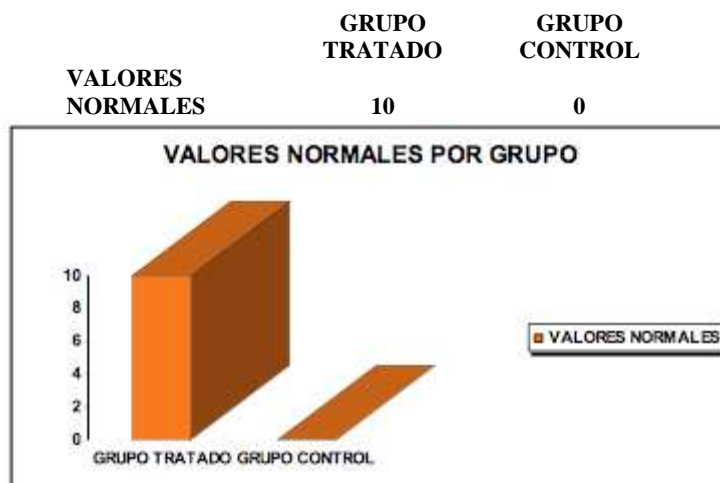 GRUPO TRATADO GRUPO CONTROL
VALORES NORMALES 10 0
VALORES NORMALES POR GRUPO
10
8
6
4
2
0
GRUPO TRATADO GRUPO CONTROL
VALORES NORMALES